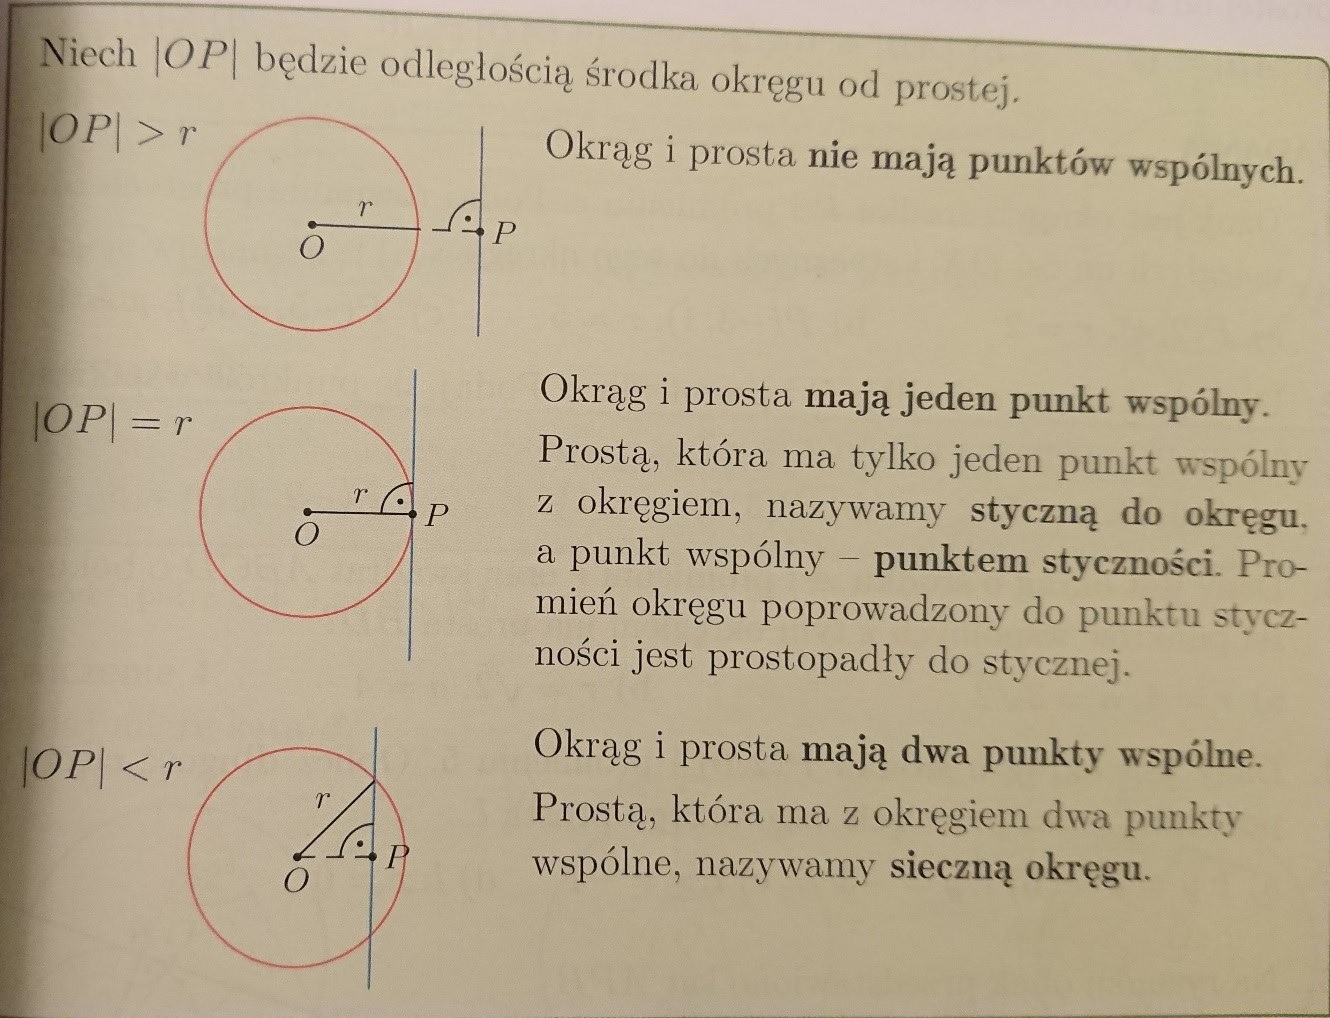 Niech |OP| będzie odległością środka okręgu od prostej.
|OP| > r
r
O
P
Okrąg i prosta nie mają punktów wspólnych.
|OP| = r
r
O
P
Okrąg i prosta mają jeden punkt wspólny.
Prostą, która ma tylko jeden punkt wspólny
z okręgiem, nazywamy styczną do okręgu,
a punkt wspólny – punktem styczności. Pro-
mień okręgu poprowadzony do punktu stycz-
ności jest prostopadły do stycznej.
|OP| < r
r
O
P
Okrąg i prosta mają dwa punkty wspólne.
Prostą, która ma z okręgiem dwa punkty
wspólne, nazywamy sieczną okręgu.